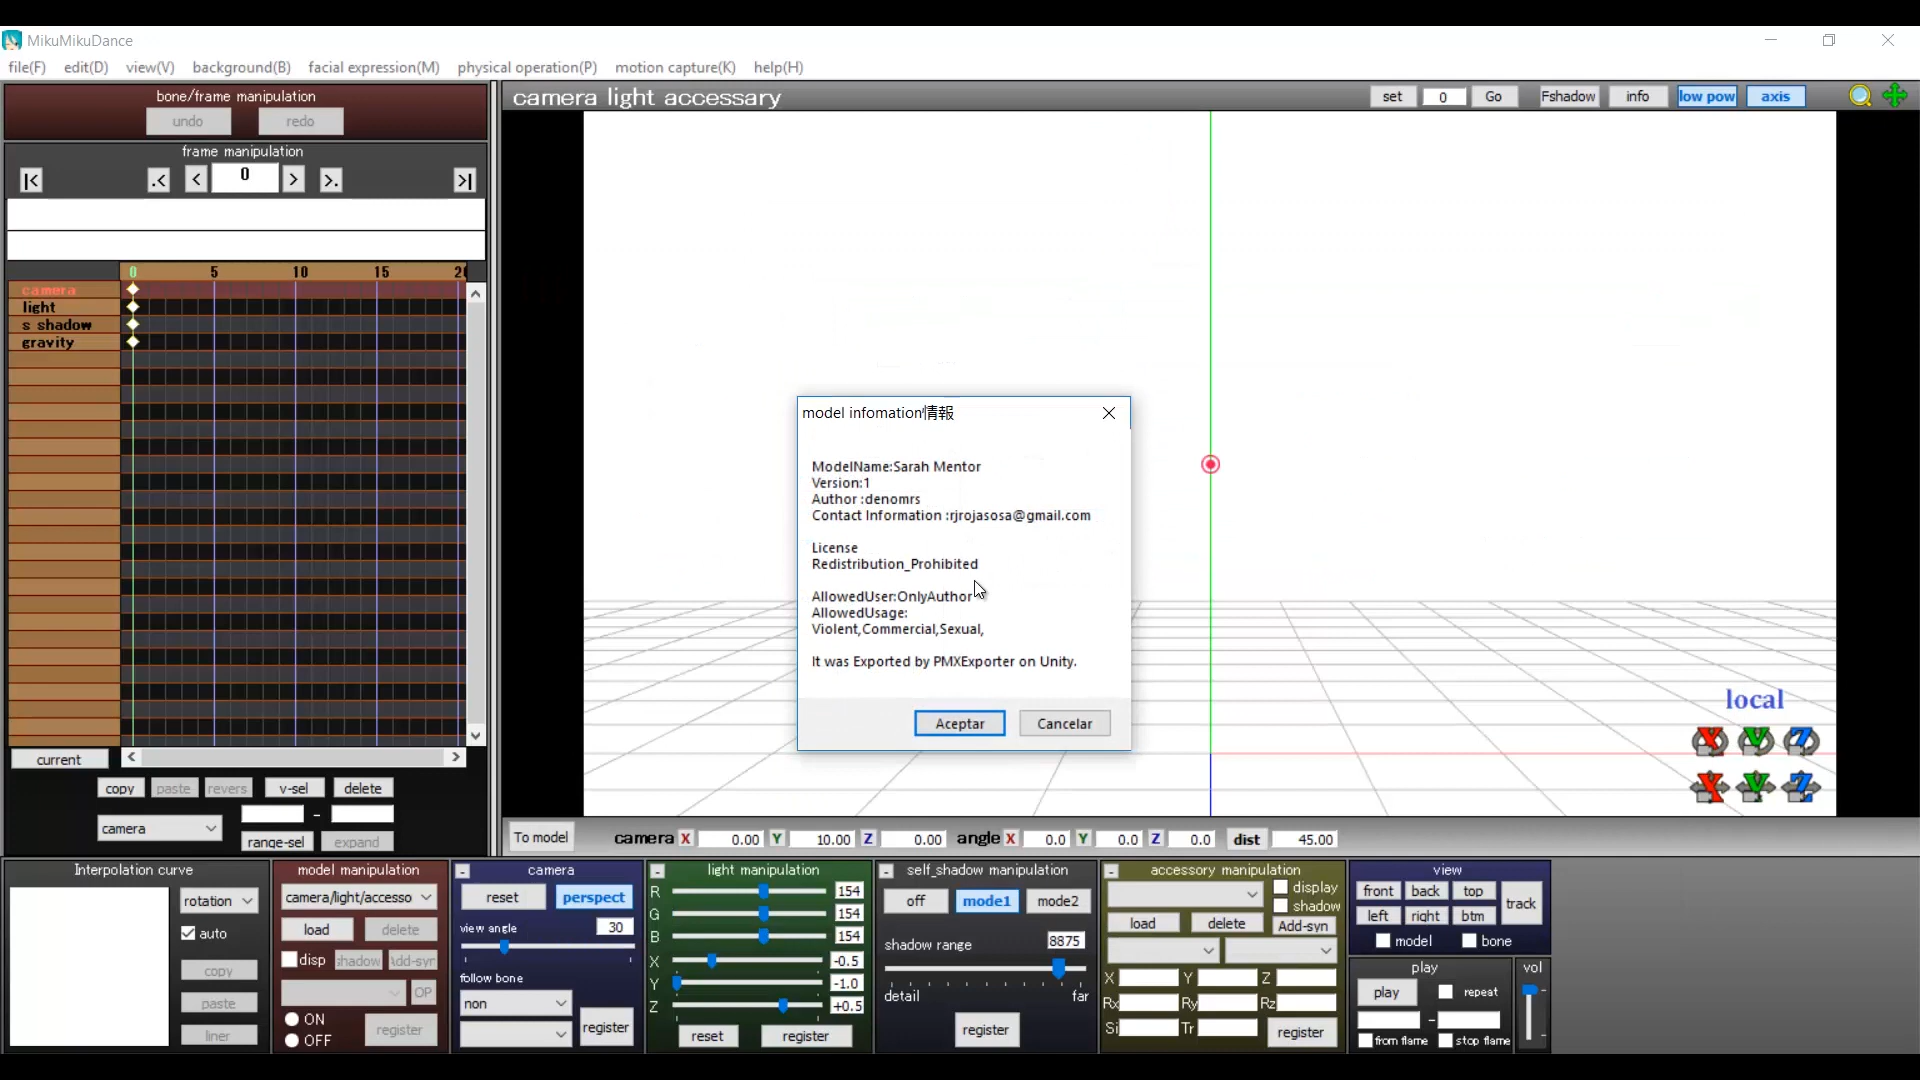 MikuMikuDance
file(F) edit(D) view(V) background(B) facial expression(M) physical operation(P) motion capture(K) help(H)
bone/frame manipulation
undo redo
frame manipulation
|< .< < 0 > >. >|
0 5 10 15
camera
light
s shadow
gravity
current
copy paste revers v-sel delete
camera -
range-sel expand
camera light accessary
set 0 Go Fshadow info low pow axis
model infomation情報
ModelName:Sarah Mentor
Version:1
Author :denomrs
Contact Information :rjrojasosa@gmail.com
License
Redistribution_Prohibited
AllowedUser:OnlyAuthor
AllowedUsage:
Violent,Commercial,Sexual,
It was Exported by PMXExporter on Unity.
Aceptar Cancelar
local
X Y Z
X Y Z
To model camera X 0.00 Y 10.00 Z 0.00 angle X 0.0 Y 0.0 Z 0.0 dist 45.00
Interpolation curve
rotation
auto
copy
paste
liner
model manipulation
camera/light/accesso
load delete
disp shadow Add-syn
OP
ON
OFF
register
- camera
reset perspect
view angle 30
follow bone
non
register
- light manipulation
R 154
G 154
B 154
X -0.5
Y -1.0
Z +0.5
reset register
- self_shadow manipulation
off mode1 mode2
shadow range 8875
detail far
register
- accessory manipulation
display
shadow
load delete Add-syn
X Y Z
Rx Ry Rz
Si Tr register
view
front back top
left right btm
track
model bone
play
play repeat
-
from flame stop flame
vol